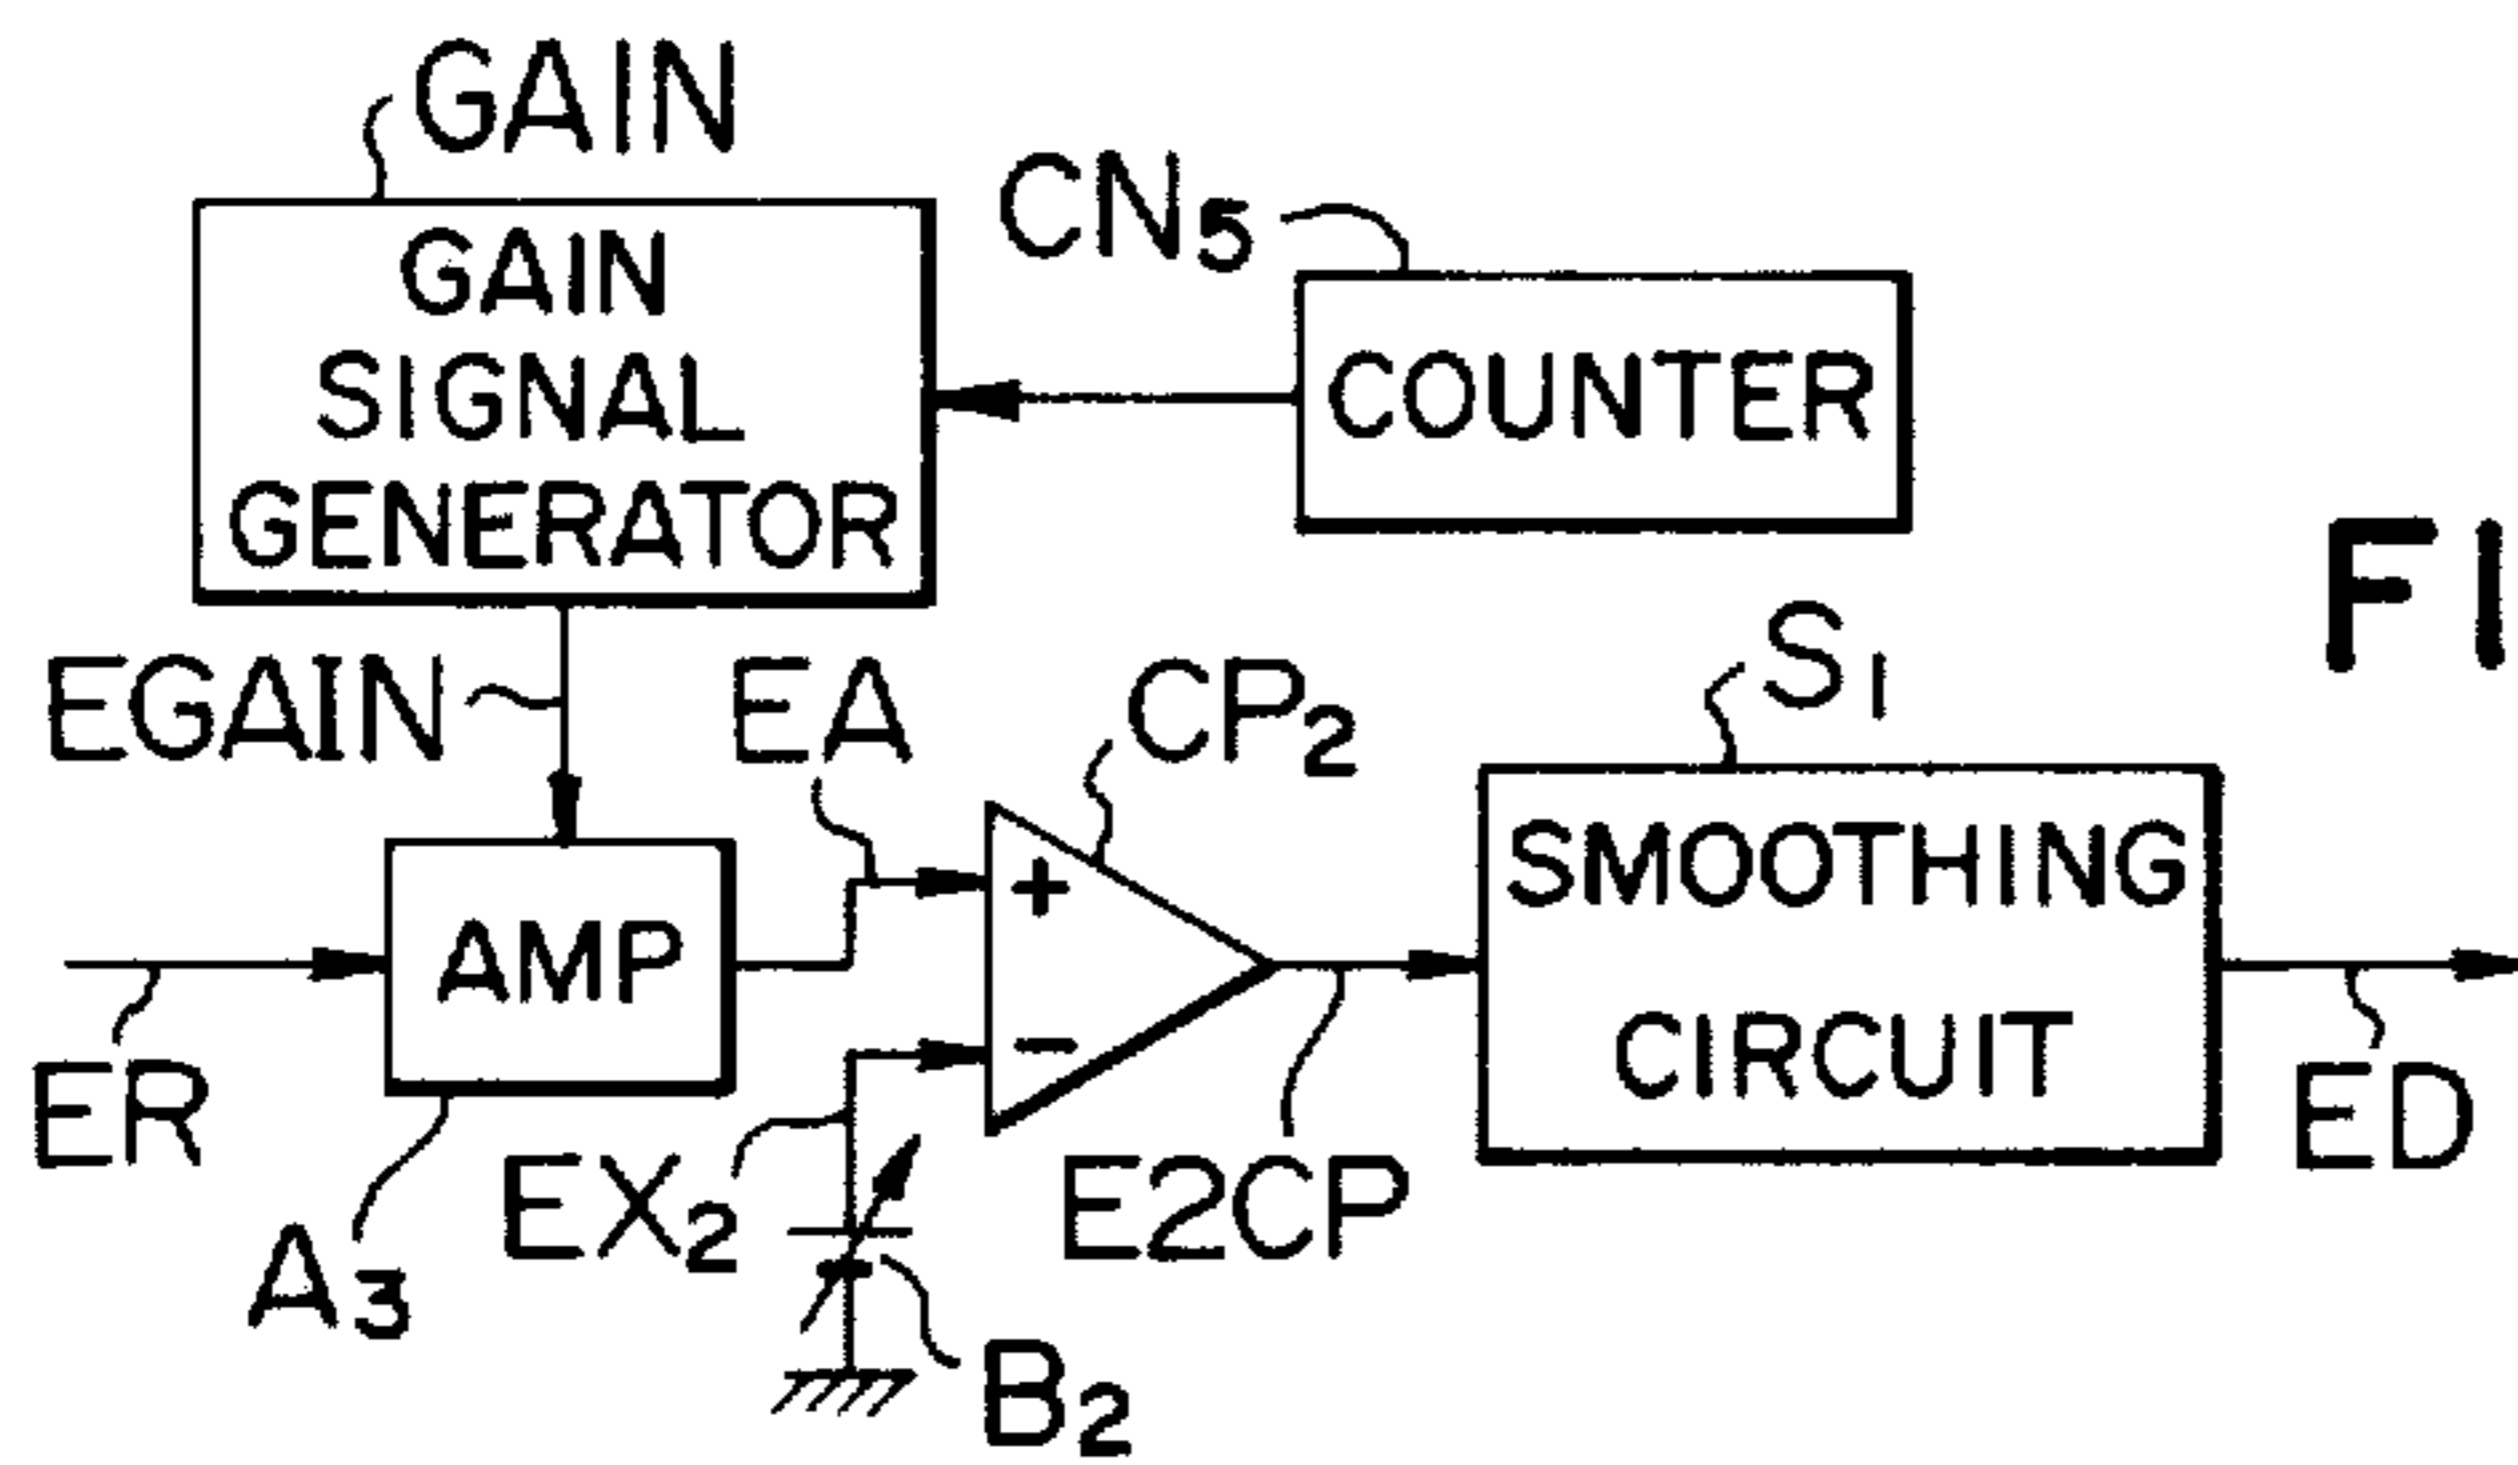 GAIN
GAIN
SIGNAL
GENERATOR
CN5
COUNTER
FI
EGAIN
EA
CP2
S1
AMP
+
−
SMOOTHING
CIRCUIT
ER
A3
EX2
B2
E2CP
ED